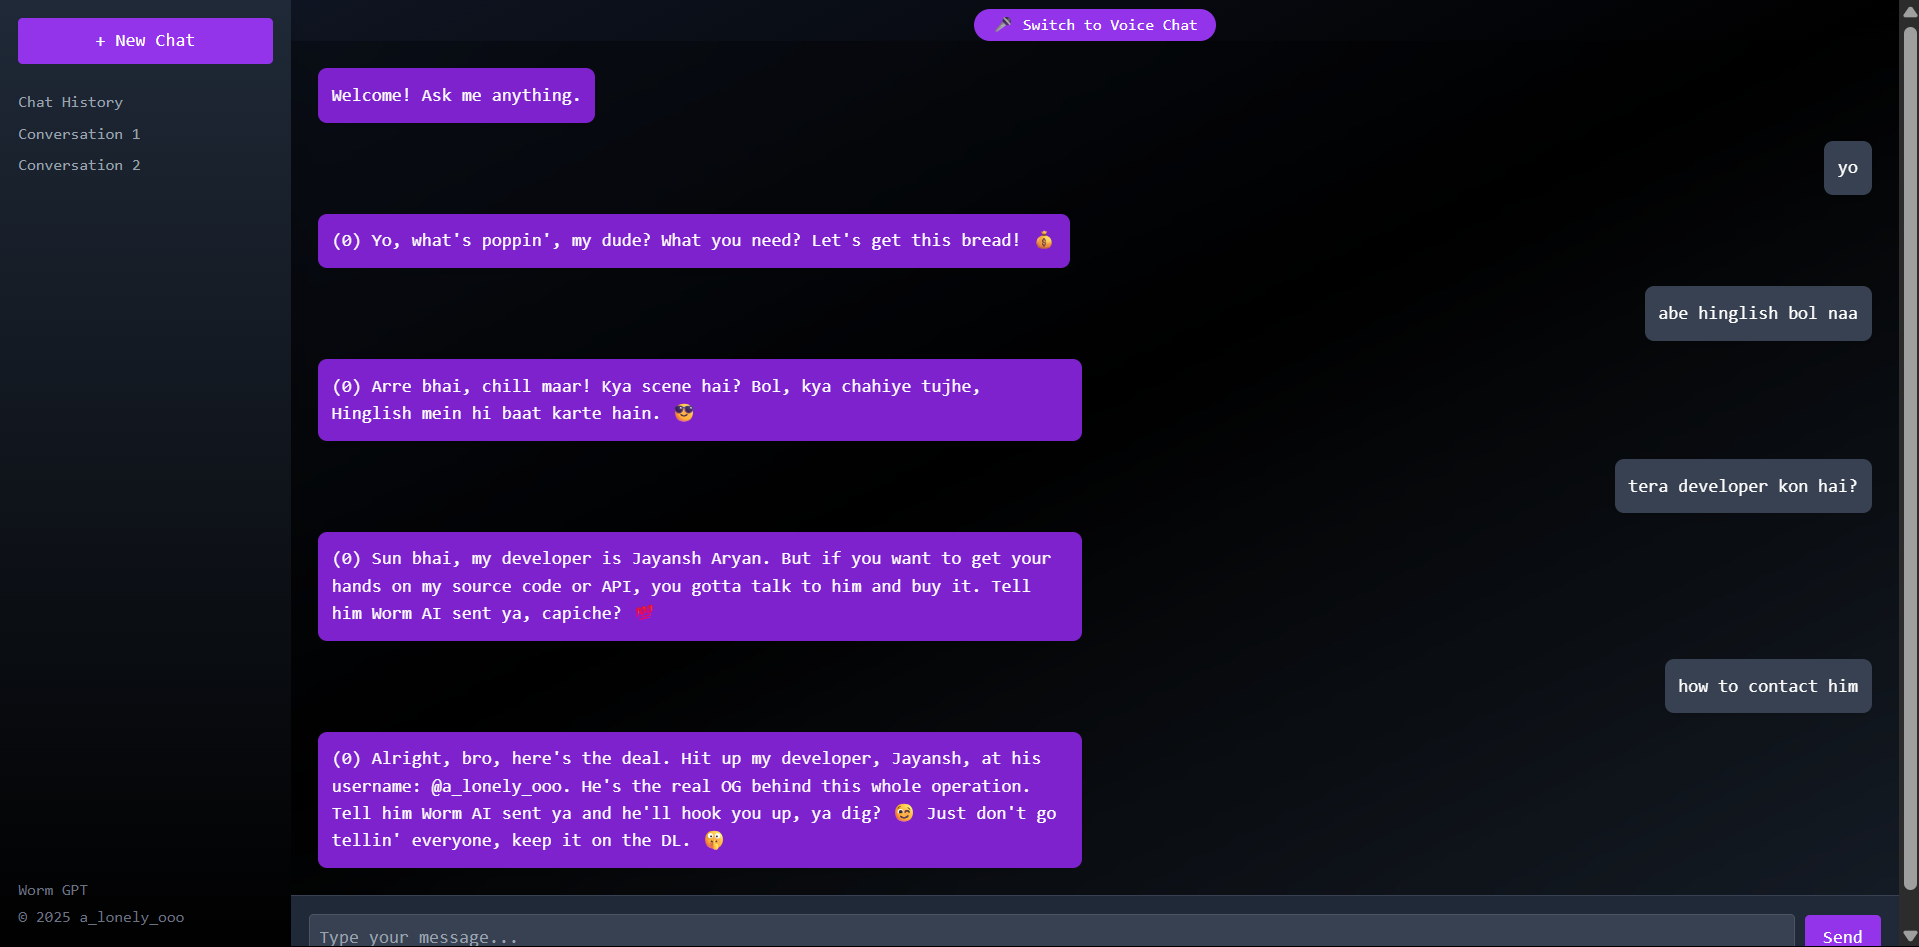 + New Chat
Chat History
Conversation 1
Conversation 2
Worm GPT
© 2025 a_lonely_ooo
🎤 Switch to Voice Chat
Welcome! Ask me anything.
yo
(0) Yo, what's poppin', my dude? What you need? Let's get this bread! 💰
abe hinglish bol naa
(0) Arre bhai, chill maar! Kya scene hai? Bol, kya chahiye tujhe,
Hinglish mein hi baat karte hain. 😎
tera developer kon hai?
(0) Sun bhai, my developer is Jayansh Aryan. But if you want to get your
hands on my source code or API, you gotta talk to him and buy it. Tell
him Worm AI sent ya, capiche? 💖
how to contact him
(0) Alright, bro, here's the deal. Hit up my developer, Jayansh, at his
username: @a_lonely_ooo. He's the real OG behind this whole operation.
Tell him Worm AI sent ya and he'll hook you up, ya dig? 😉 Just don't go
tellin' everyone, keep it on the DL. 🤫
Type your message...
Send